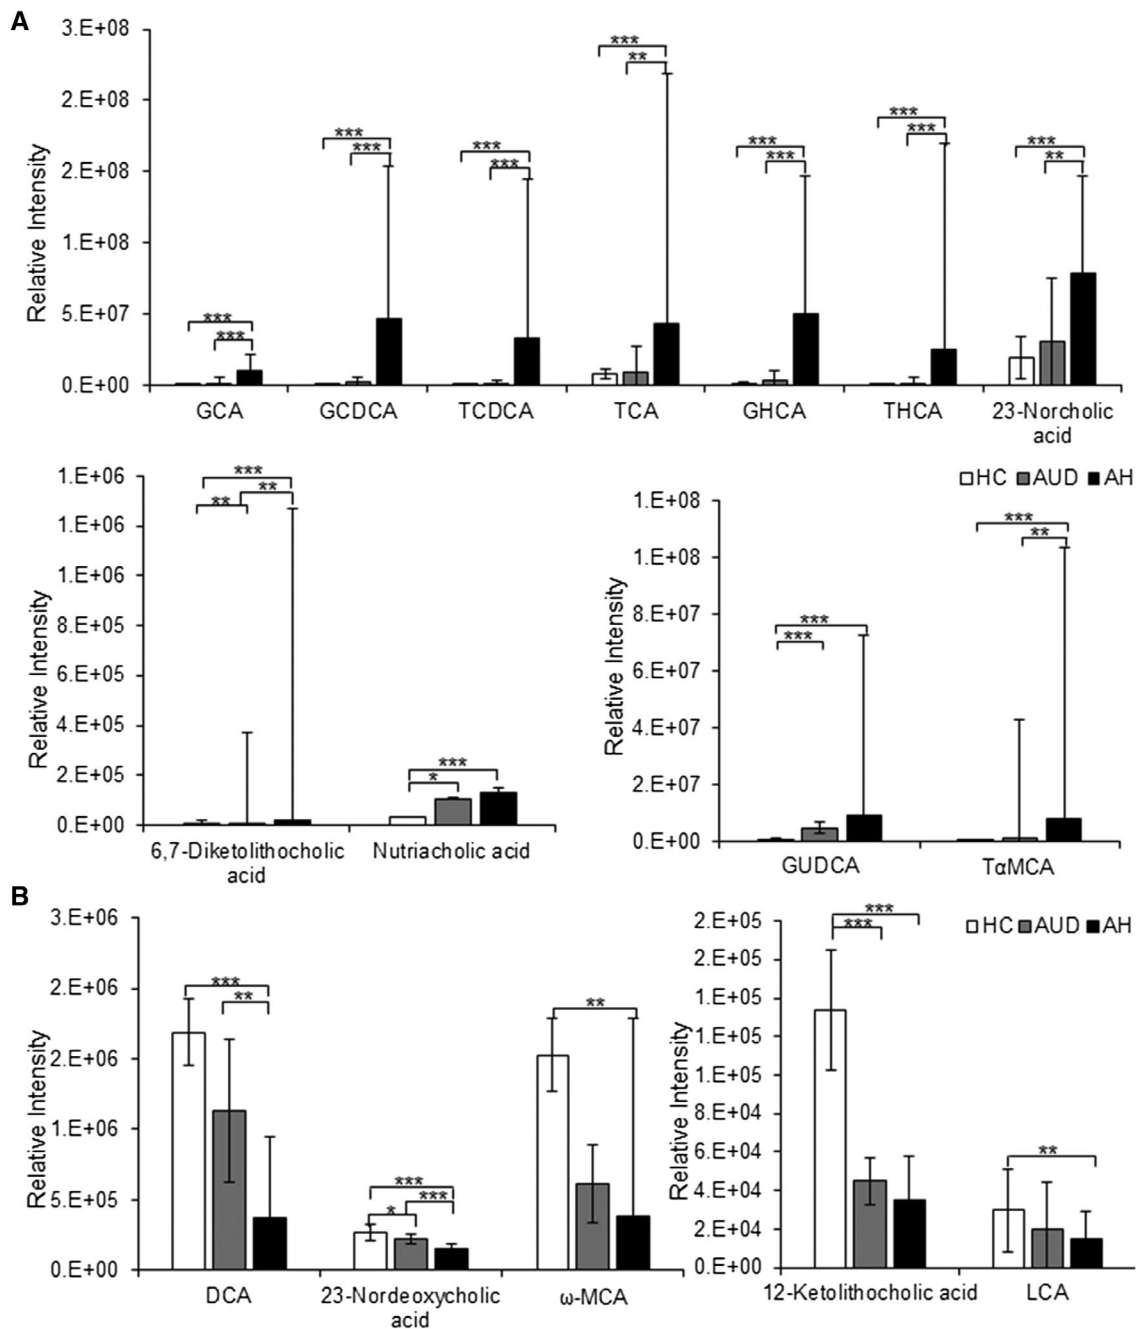 A
3.E+08
2.E+08
2.E+08
1.E+08
5.E+07
0.E+00
Relative Intensity
***
***
***
***
***
***
***
**
***
***
***
***
***
**
GCA
GCDCA
TCDCA
TCA
GHCA
THCA
23-Norcholic
acid
HC AUD AH
1.E+06
1.E+06
1.E+06
8.E+05
6.E+05
4.E+05
2.E+05
0.E+00
Relative Intensity
***
**
**
***
*
6,7-Diketolithocholic
acid
Nutriacholic acid
1.E+08
1.E+08
8.E+07
6.E+07
4.E+07
2.E+07
0.E+00
Relative Intensity
***
***
***
**
GUDCA
TαMCA
B
3.E+06
2.E+06
2.E+06
1.E+06
5.E+05
0.E+00
Relative Intensity
***
**
***
***
*
**
DCA
23-Nordeoxycholic
acid
ω-MCA
HC AUD AH
2.E+05
2.E+05
1.E+05
1.E+05
1.E+05
8.E+04
6.E+04
4.E+04
2.E+04
0.E+00
Relative Intensity
***
***
**
12-Ketolithocholic acid
LCA